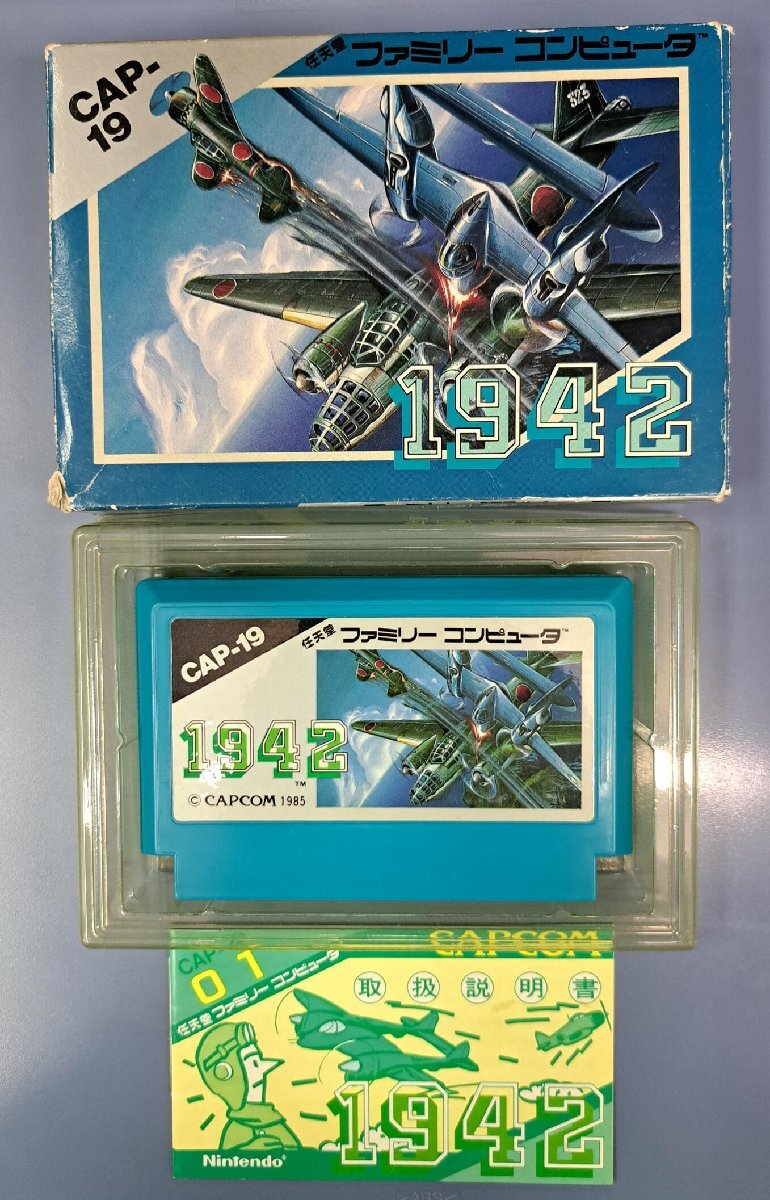 CAP-
19
任天堂 ファミリー コンピュータ™
323
1942
CAP-19
任天堂 ファミリー コンピュータ™
1942
™
© CAPCOM 1985
CAPCOM
01
任天堂 ファミリー コンピュータ
取扱説明書
1942
Nintendo®